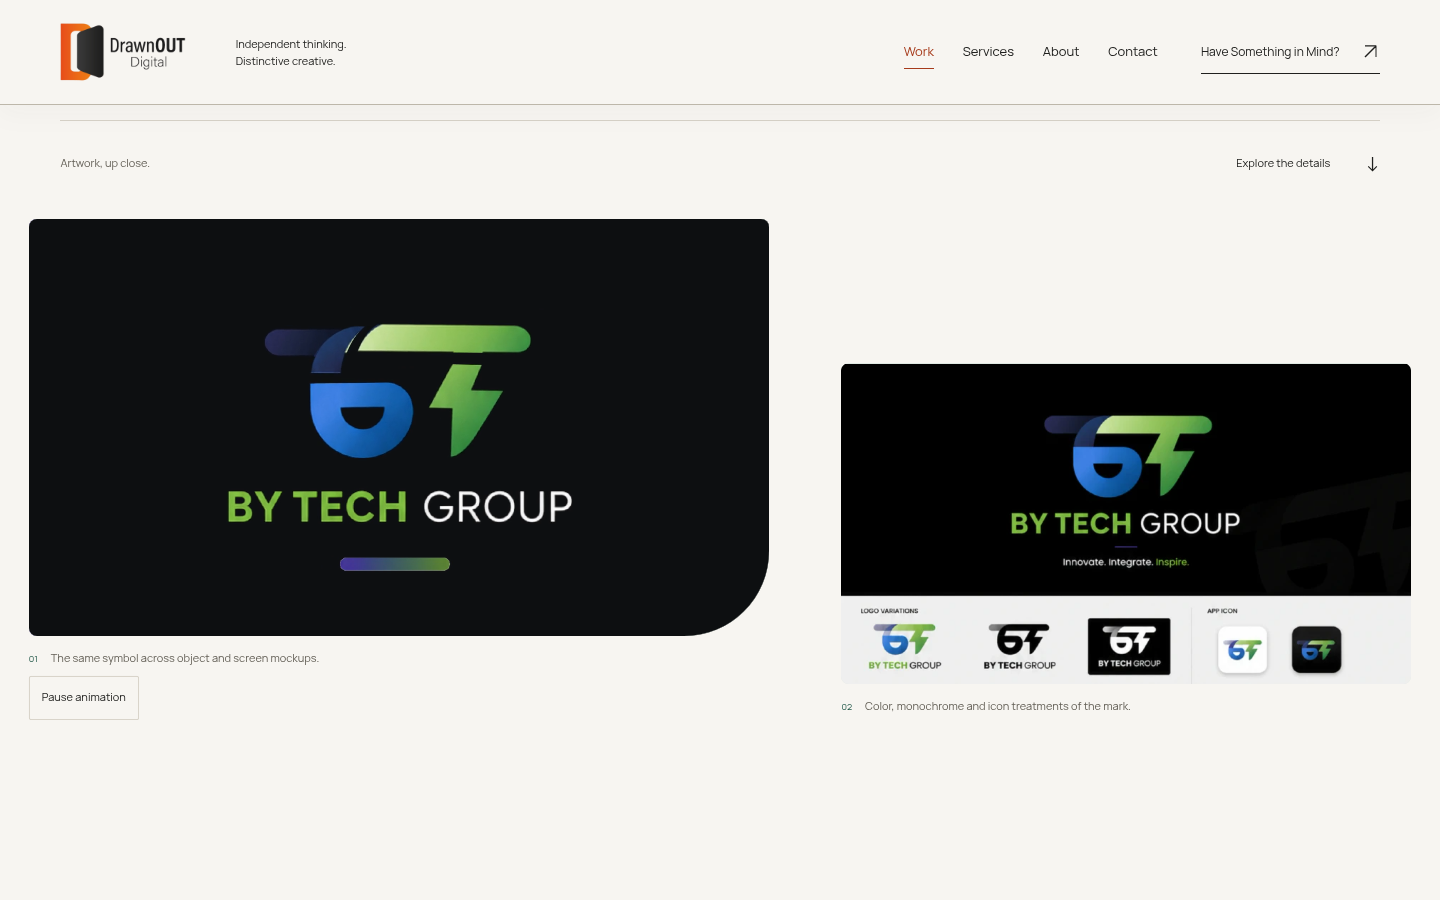 DrawnOUT
Digital
Independent thinking.
Distinctive creative.
Work
Services
About
Contact
Have Something in Mind?
Artwork, up close.
Explore the details
BY TECH GROUP
01 The same symbol across object and screen mockups.
Pause animation
BY TECH GROUP
Innovate. Integrate. Inspire.
LOGO VARIATIONS
APP ICON
BY TECH GROUP
BY TECH GROUP
BY TECH GROUP
02 Color, monochrome and icon treatments of the mark.